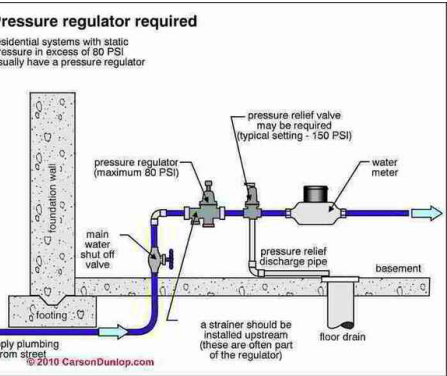 Pressure regulator required
esidential systems with static
ressure in excess of 80 PSI
sually have a pressure regulator
pressure relief valve
may be required
(typical setting - 150 PSI)
pressure regulator
(maximum 80 PSI)
water
meter
foundation wall
main
water
shut off
valve
pressure relief
discharge pipe
basement
footing
a strainer should be
installed upstream
(these are often part
of the regulator)
floor drain
pply plumbing
rom street
© 2010 CarsonDunlop.com